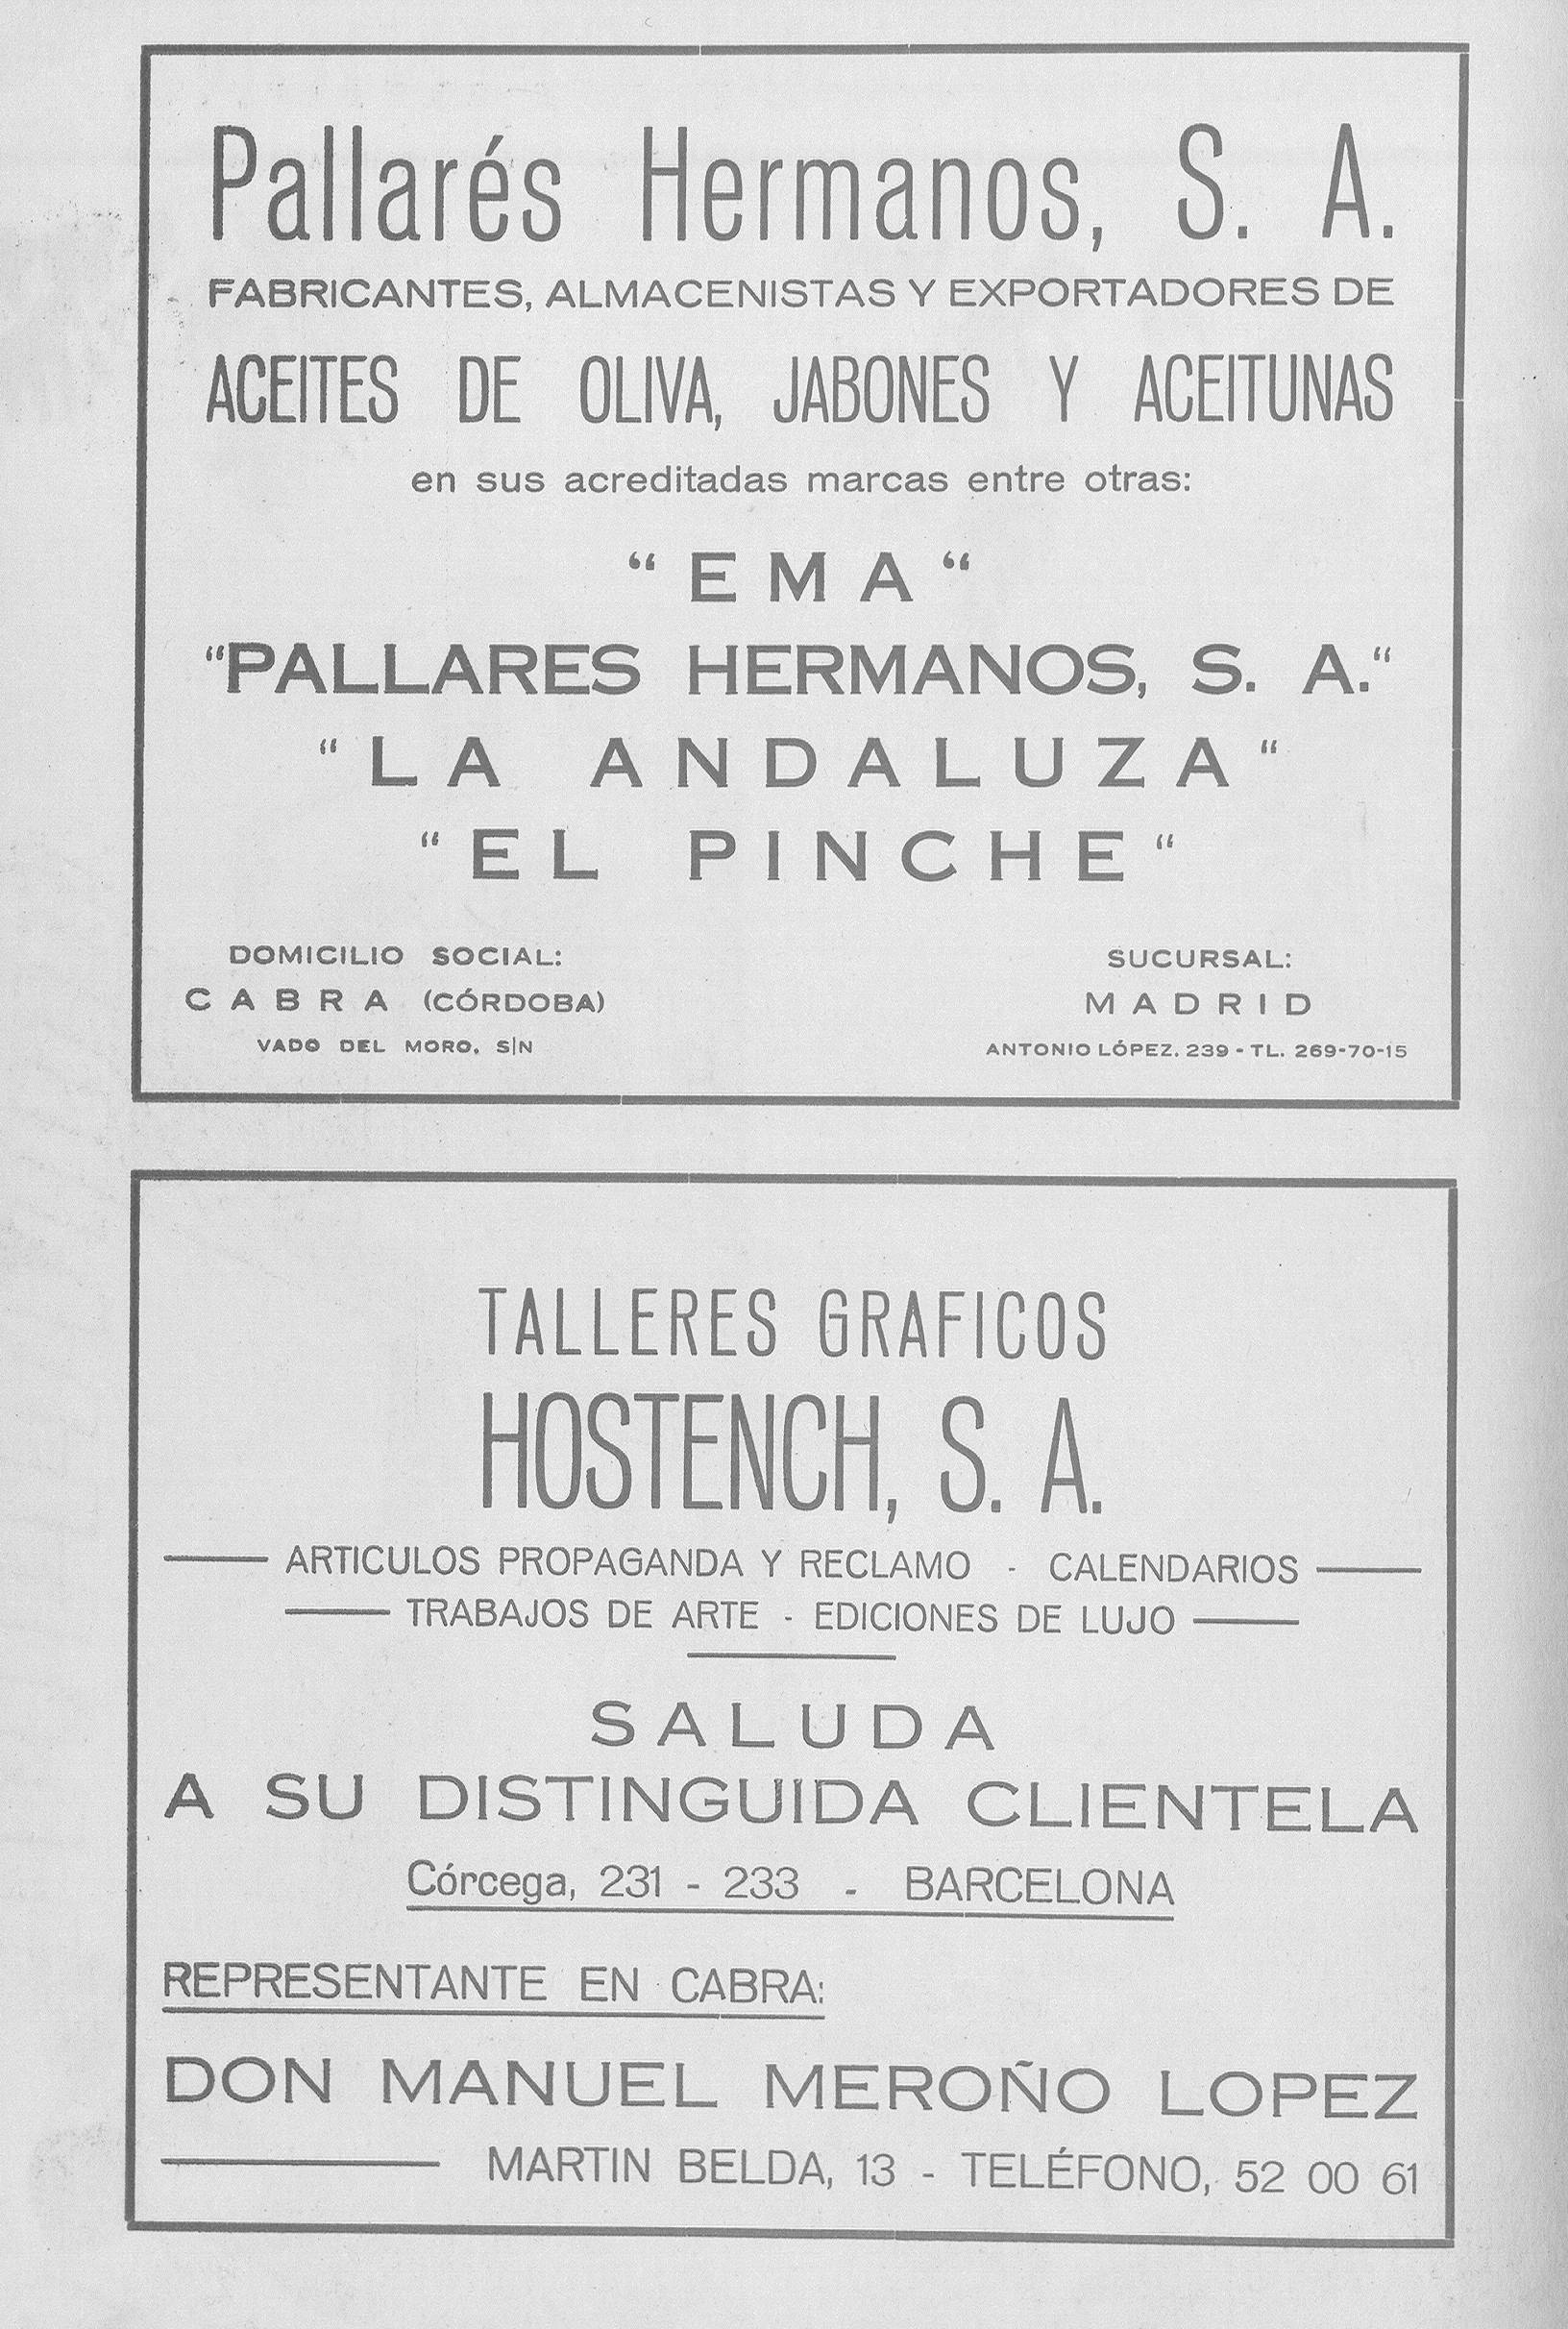 Pallarés Hermanos, S. A.
FABRICANTES, ALMACENISTAS Y EXPORTADORES DE
ACEITES DE OLIVA, JABONES Y ACEITUNAS
en sus acreditadas marcas entre otras:
“EMA“
“PALLARES HERMANOS, S. A.“
“LA ANDALUZA“
“EL PINCHE“
DOMICILIO SOCIAL:
CABRA (CÓRDOBA)
VADO DEL MORO. S|N
SUCURSAL:
MADRID
ANTONIO LÓPEZ. 239 - TL. 269-70-15
TALLERES GRAFICOS
HOSTENCH, S. A.
ARTICULOS PROPAGANDA Y RECLAMO - CALENDARIOS
TRABAJOS DE ARTE - EDICIONES DE LUJO
SALUDA
A SU DISTINGUIDA CLIENTELA
Córcega, 231 - 233 - BARCELONA
REPRESENTANTE EN CABRA:
DON MANUEL MEROÑO LOPEZ
MARTIN BELDA, 13 - TELÉFONO, 52 00 61